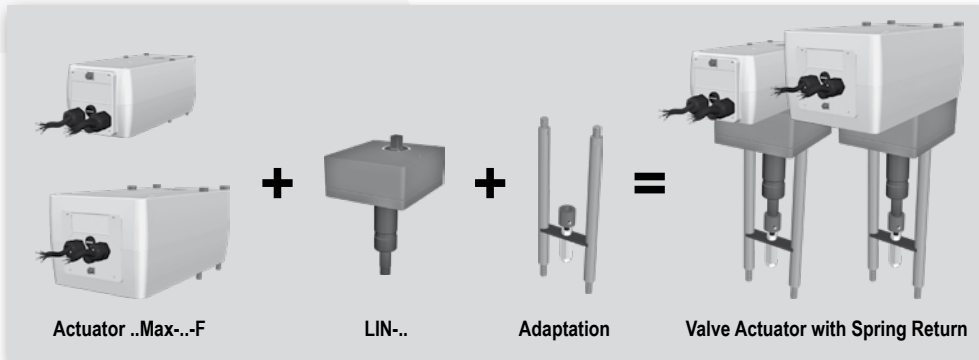 + + =
Actuator ..Max-..-F LIN-.. Adaptation Valve Actuator with Spring Return